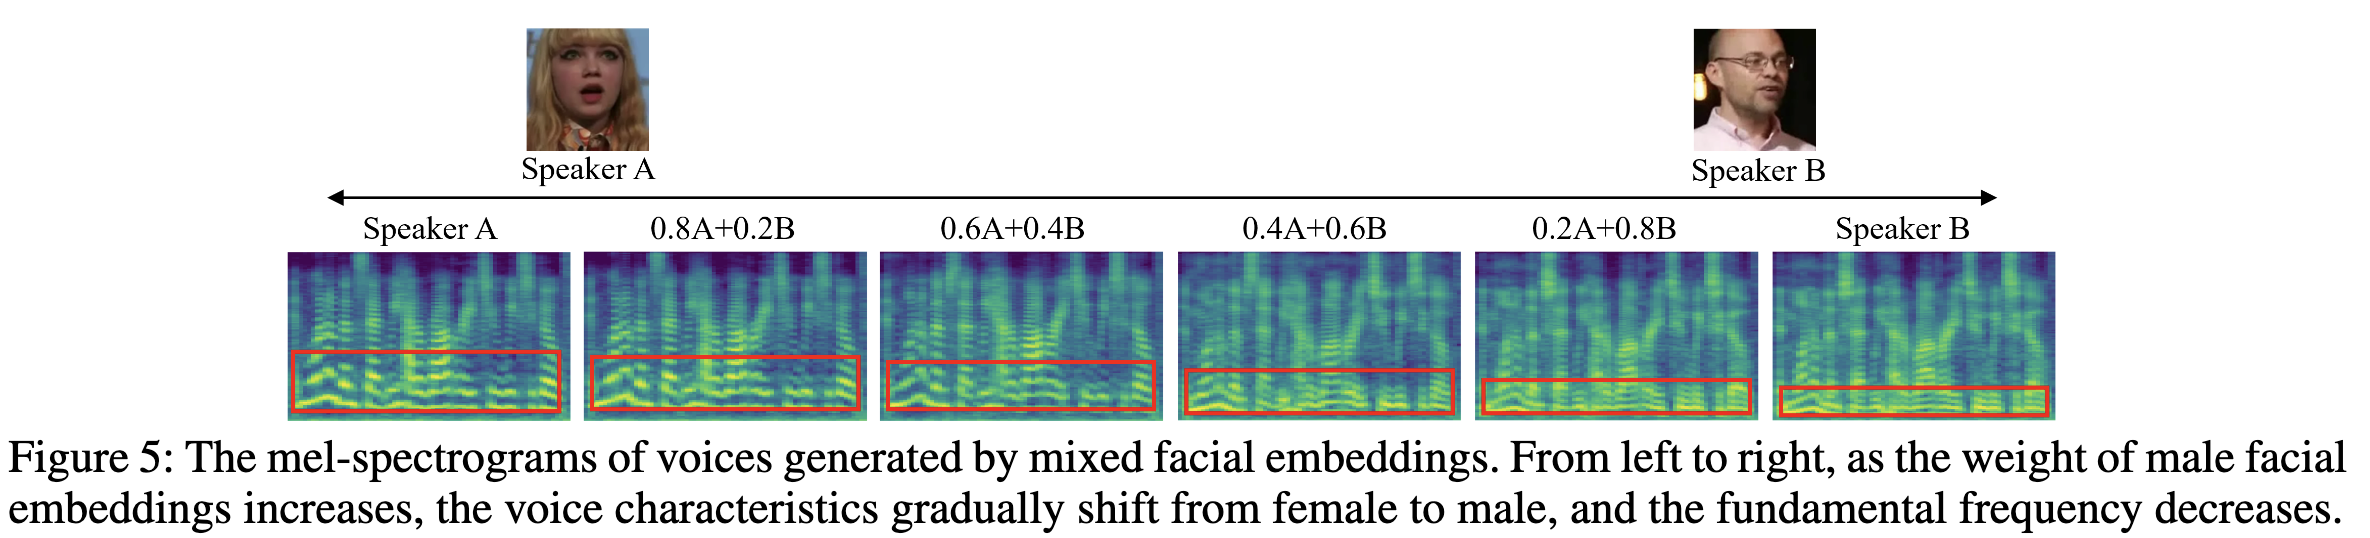 Speaker A
Speaker B
Speaker A
0.8A+0.2B
0.6A+0.4B
0.4A+0.6B
0.2A+0.8B
Speaker B
Figure 5: The mel-spectrograms of voices generated by mixed facial embeddings. From left to right, as the weight of male facial
embeddings increases, the voice characteristics gradually shift from female to male, and the fundamental frequency decreases.